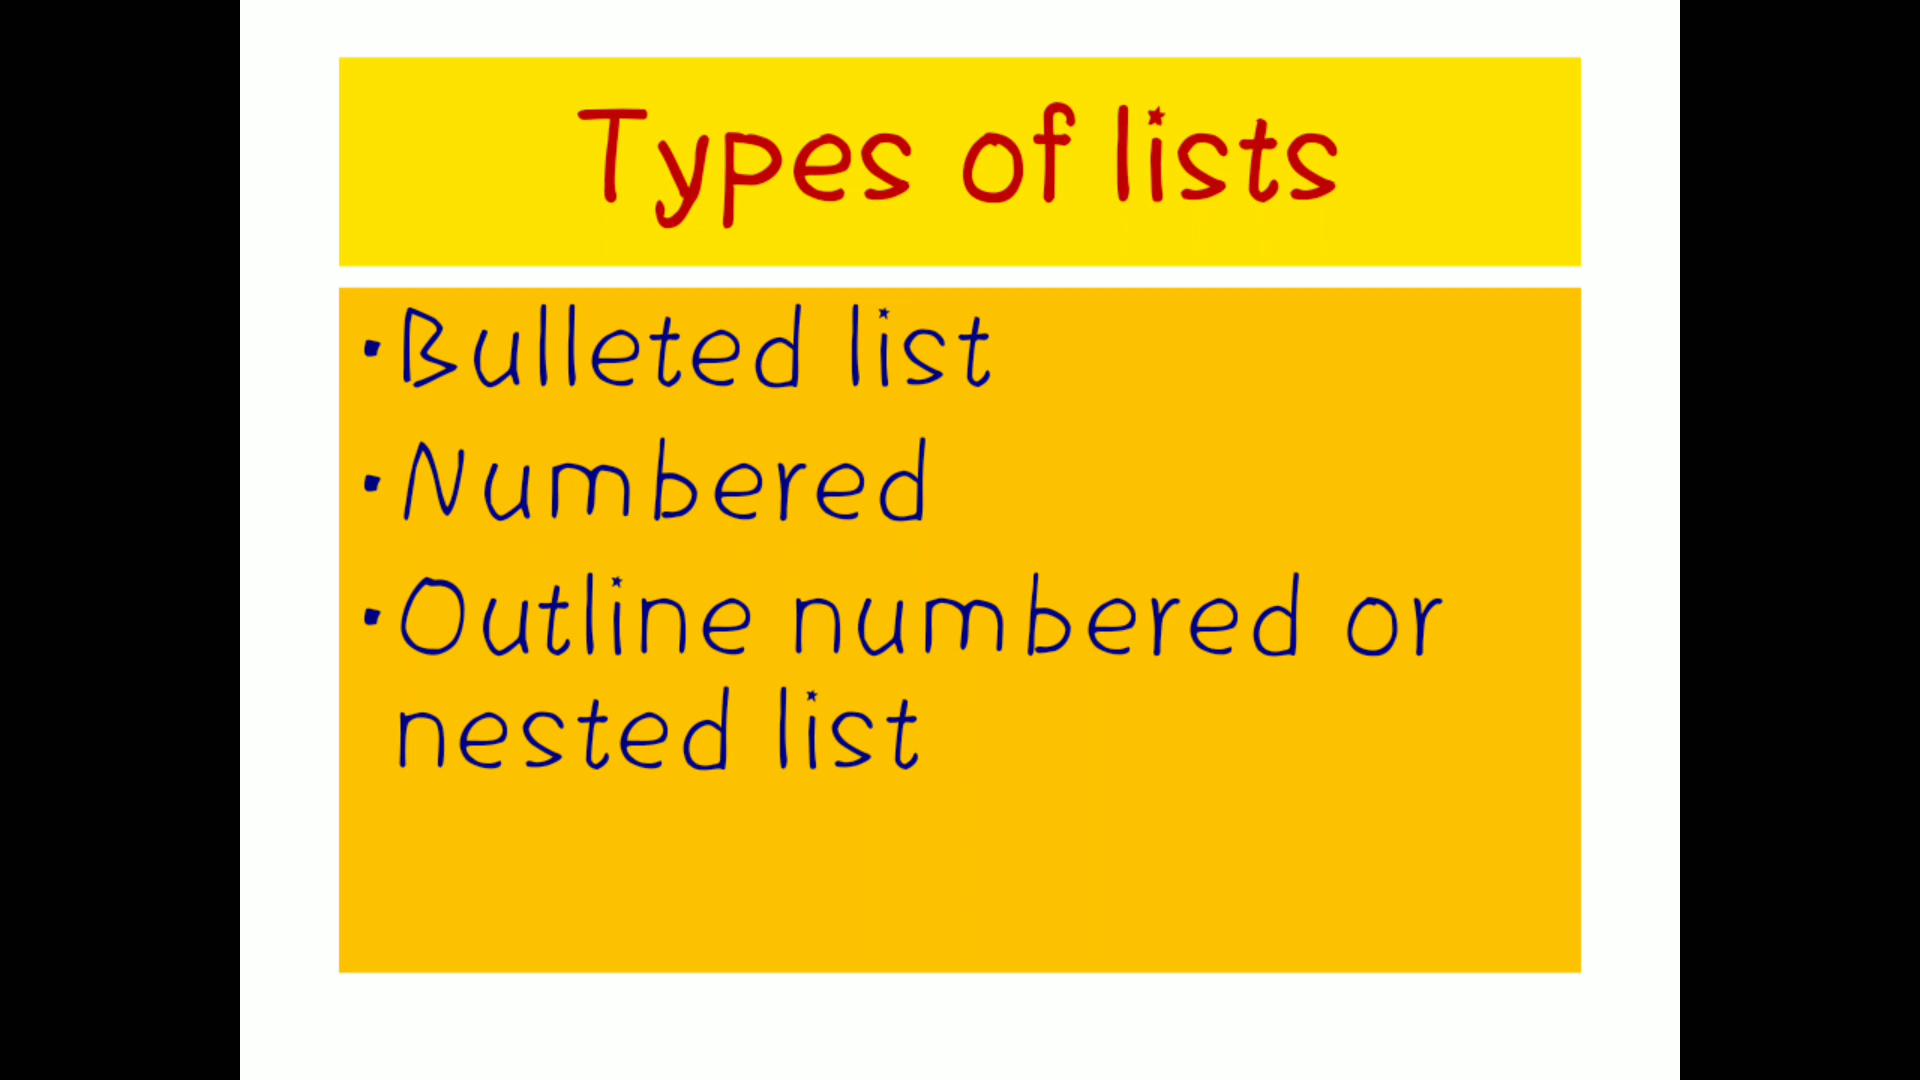 Types of lists
•Bulleted list
•Numbered
•Outline numbered or
nested list